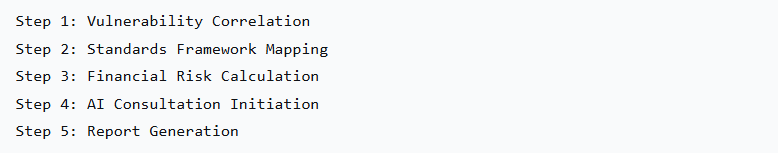 Step 1: Vulnerability Correlation
Step 2: Standards Framework Mapping
Step 3: Financial Risk Calculation
Step 4: AI Consultation Initiation
Step 5: Report Generation